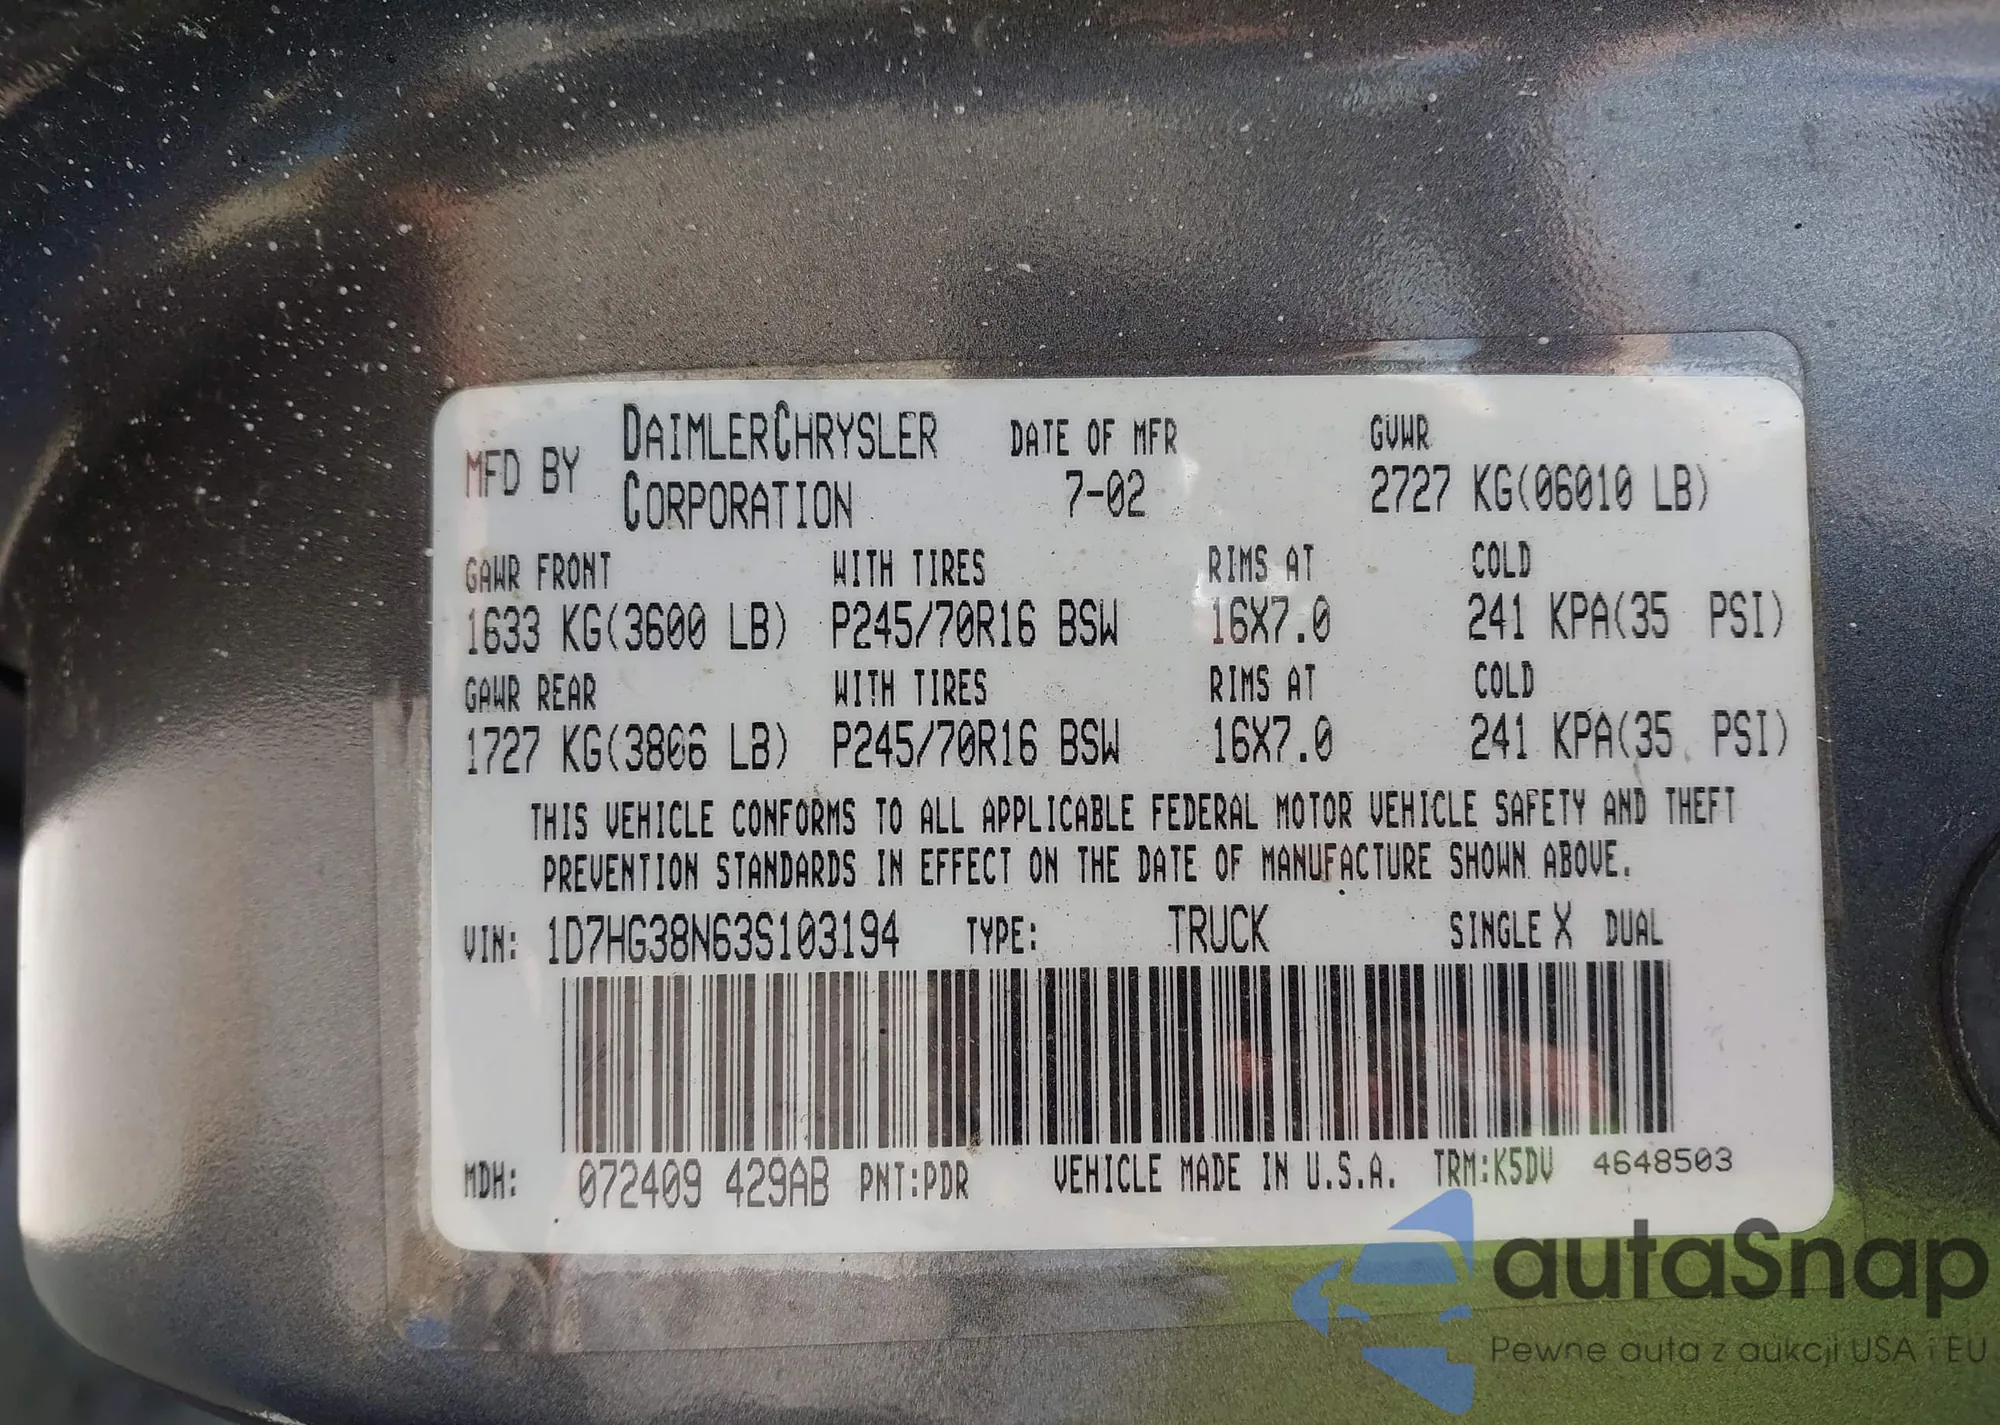 MFD BY DAIMLERCHRYSLER CORPORATION DATE OF MFR 7-02 GVWR 2727 KG(06010 LB)
GAWR FRONT WITH TIRES RIMS AT COLD
1633 KG(3600 LB) P245/70R16 BSW 16X7.0 241 KPA(35 PSI)
GAWR REAR WITH TIRES RIMS AT COLD
1727 KG(3806 LB) P245/70R16 BSW 16X7.0 241 KPA(35 PSI)
THIS VEHICLE CONFORMS TO ALL APPLICABLE FEDERAL MOTOR VEHICLE SAFETY AND THEFT
PREVENTION STANDARDS IN EFFECT ON THE DATE OF MANUFACTURE SHOWN ABOVE.
VIN: 1D7HG38N63S103194 TYPE: TRUCK SINGLE X DUAL
MDH: 072409 429AB PNT:PDR VEHICLE MADE IN U.S.A. TRM:K5DV 4648503
autaSnap
Pewne auta z aukcji USA i EU